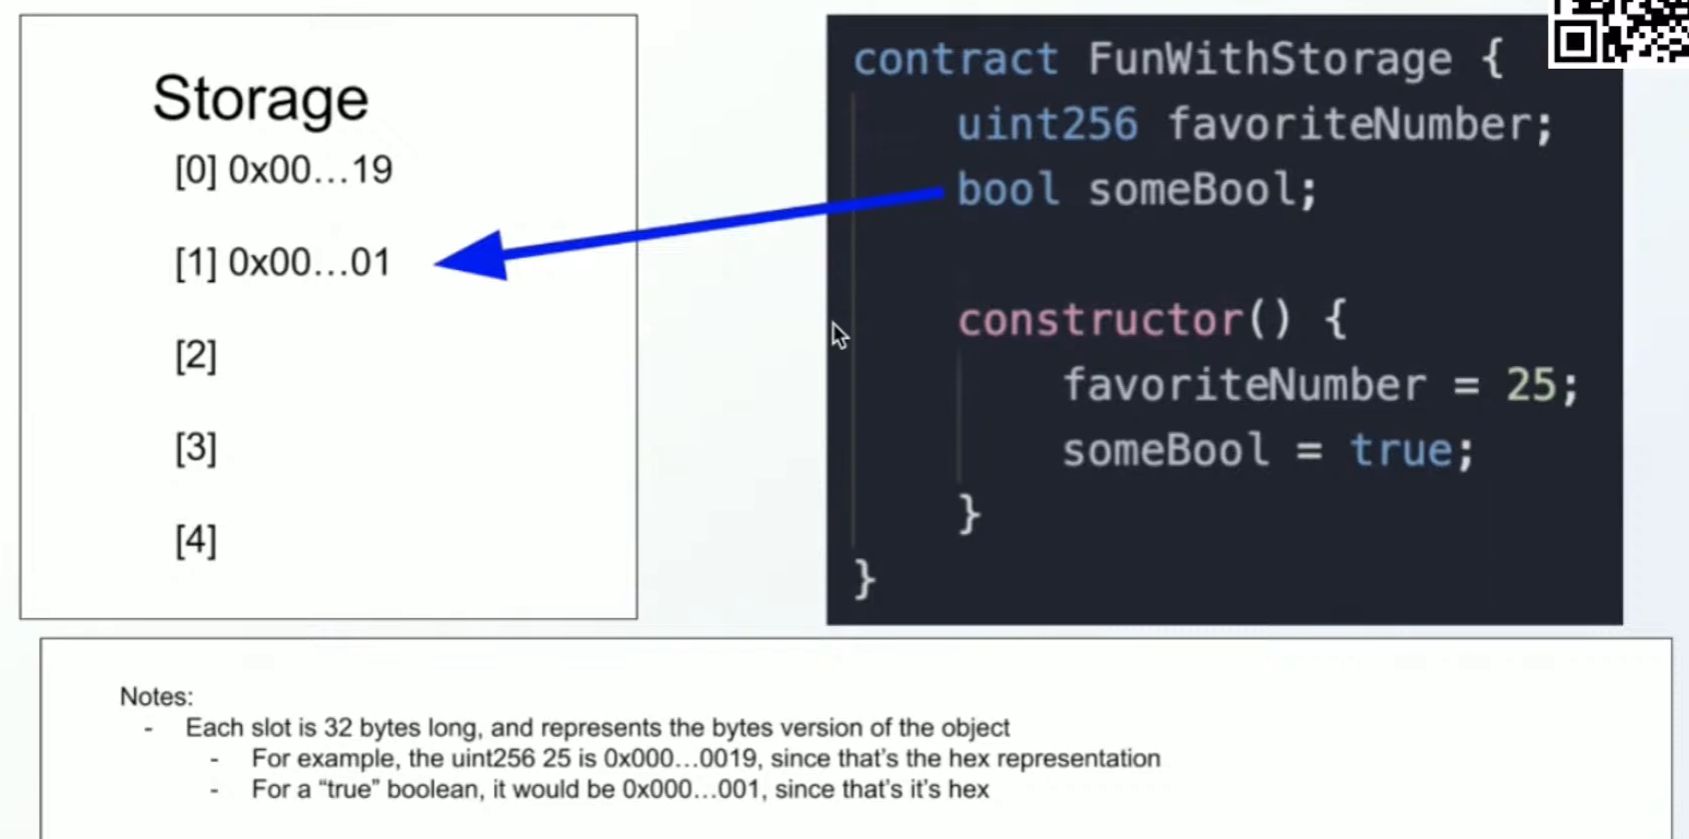 Storage
[0] 0x00...19
[1] 0x00...01
[2]
[3]
[4]
contract FunWithStorage {
uint256 favoriteNumber;
bool someBool;
constructor() {
favoriteNumber = 25;
someBool = true;
}
}
Notes:
- Each slot is 32 bytes long, and represents the bytes version of the object
- For example, the uint256 25 is 0x000...0019, since that's the hex representation
- For a “true” boolean, it would be 0x000...001, since that's it's hex